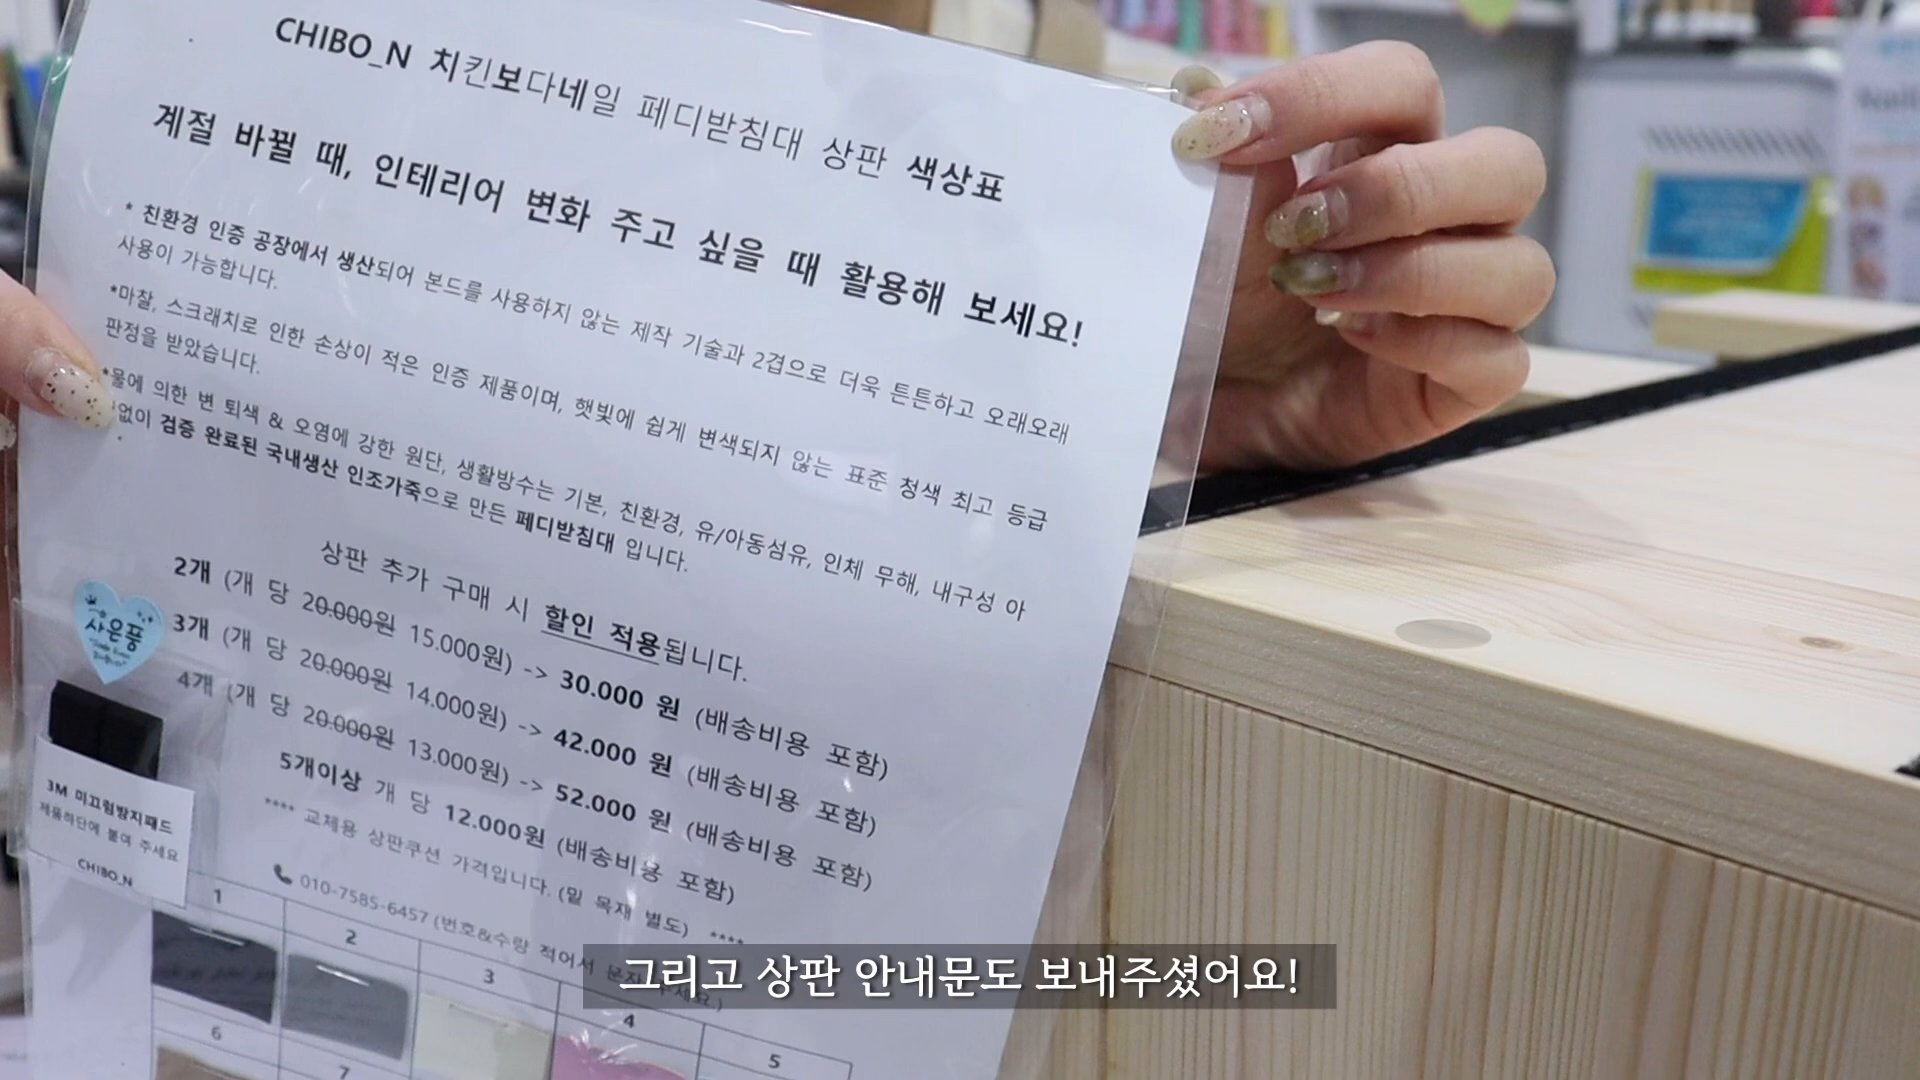 CHIBO_N 치킨보다네일 페디받침대 상판 색상표
계절 바뀔 때, 인테리어 변화 주고 싶을 때 활용해 보세요!
* 친환경 인증 공장에서 생산되어 본드를 사용하지 않는 제작 기술과 2겹으로 더욱 튼튼하고 오래오래
사용이 가능합니다.
*마찰, 스크래치로 인한 손상이 적은 인증 제품이며, 햇빛에 쉽게 변색되지 않는 표준 청색 최고 등급
판정을 받았습니다.
*물에 의한 변 퇴색 & 오염에 강한 원단, 생활방수는 기본, 친환경, 유/아동섬유, 인체 무해, 내구성 아
없이 검증 완료된 국내생산 인조가죽으로 만든 페디받침대 입니다.
상판 추가 구매 시 할인 적용됩니다.
2개 (개 당 20.000원 15.000원) -> 30.000 원 (배송비용 포함)
3개 (개 당 20.000원 14.000원) -> 42.000 원 (배송비용 포함)
4개 (개 당 20.000원 13.000원) -> 52.000 원 (배송비용 포함)
5개이상 개 당 12.000원 (배송비용 포함)
**** 교체용 상판쿠션 가격입니다. (밑 목재 별도) ****
010-7585-6457 (번호&수량 적어서
사은품
3M 미끄럼방지패드
제품하단에 붙여 주세요
CHIBO_N
1
2
3
4
5
6
7
그리고 상판 안내문도 보내주셨어요!